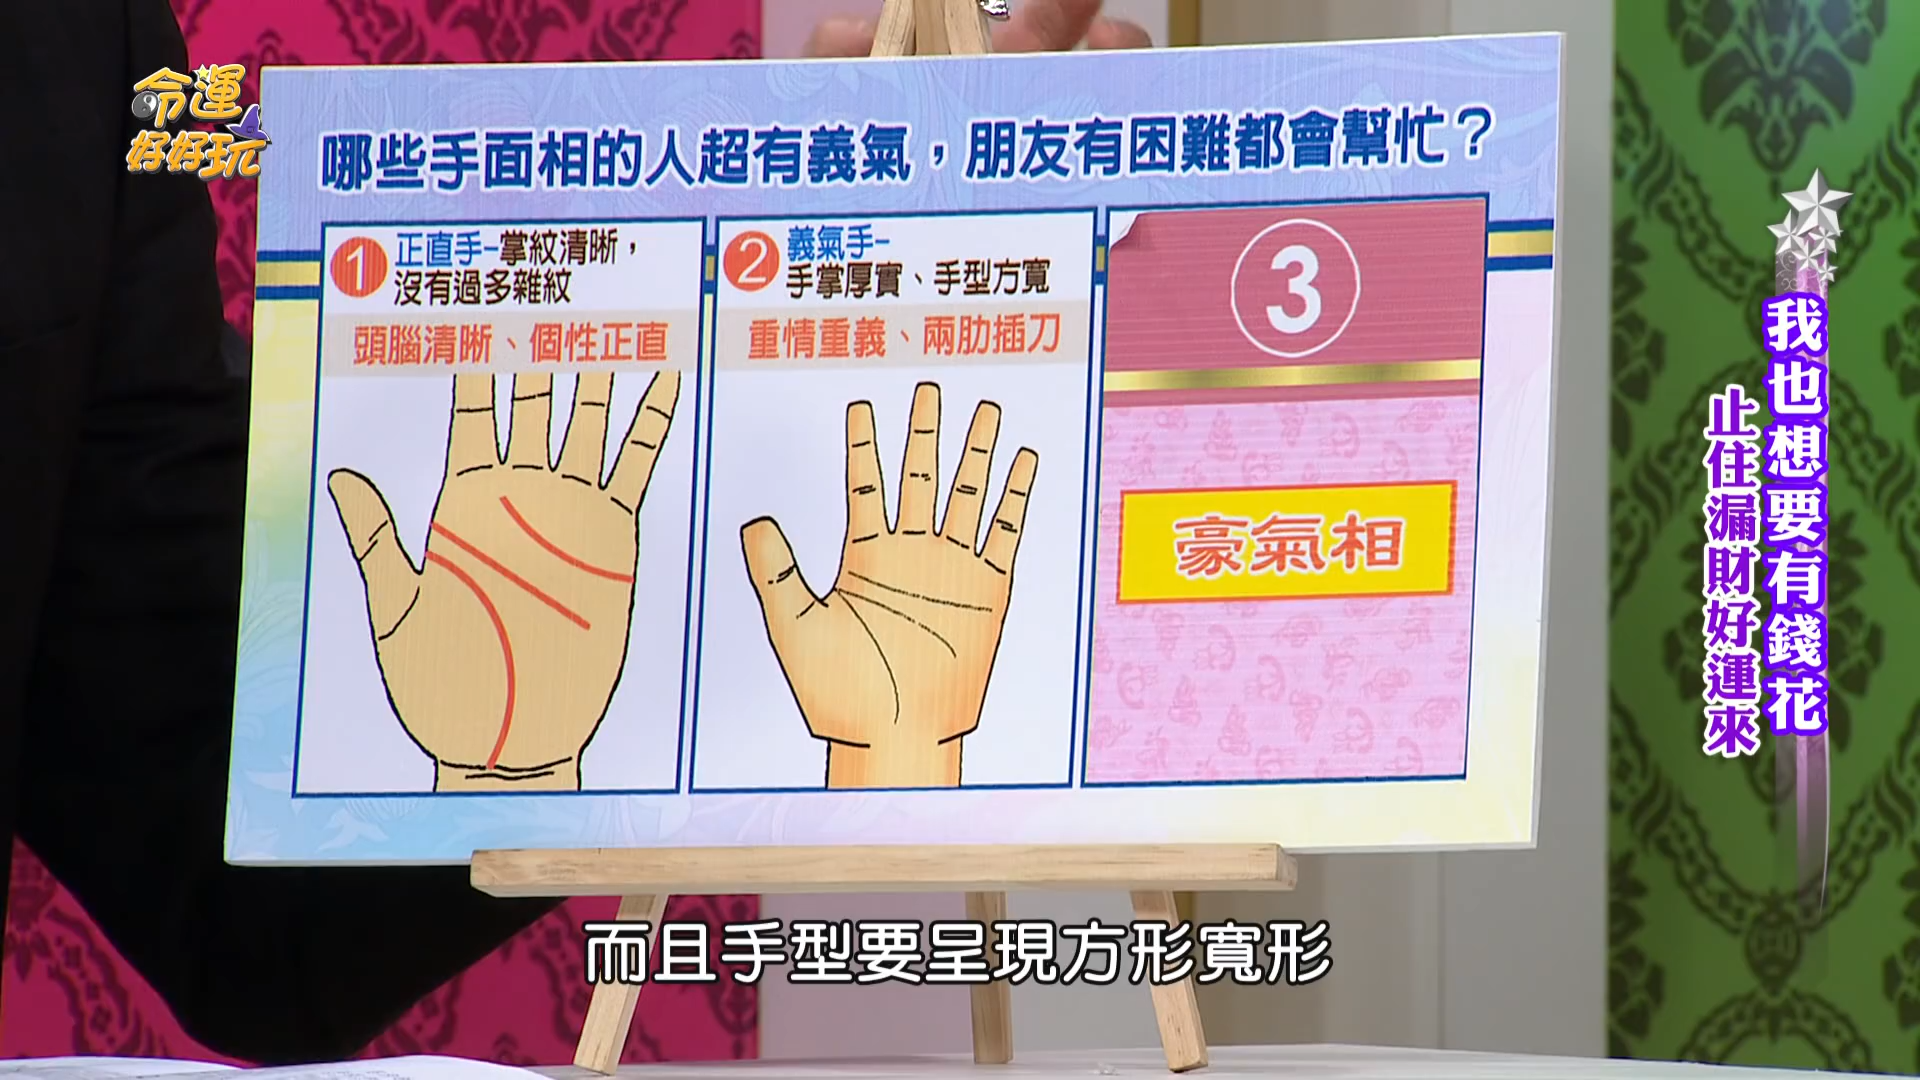 命運
好好玩
哪些手面相的人超有義氣，朋友有困難都會幫忙？
1 正直手-掌紋清晰，
沒有過多雜紋
頭腦清晰、個性正直
2 義氣手-
手掌厚實、手型方寬
重情重義、兩肋插刀
3
豪氣相
我也想要有錢花
止住漏財好運來
而且手型要呈現方形寬形